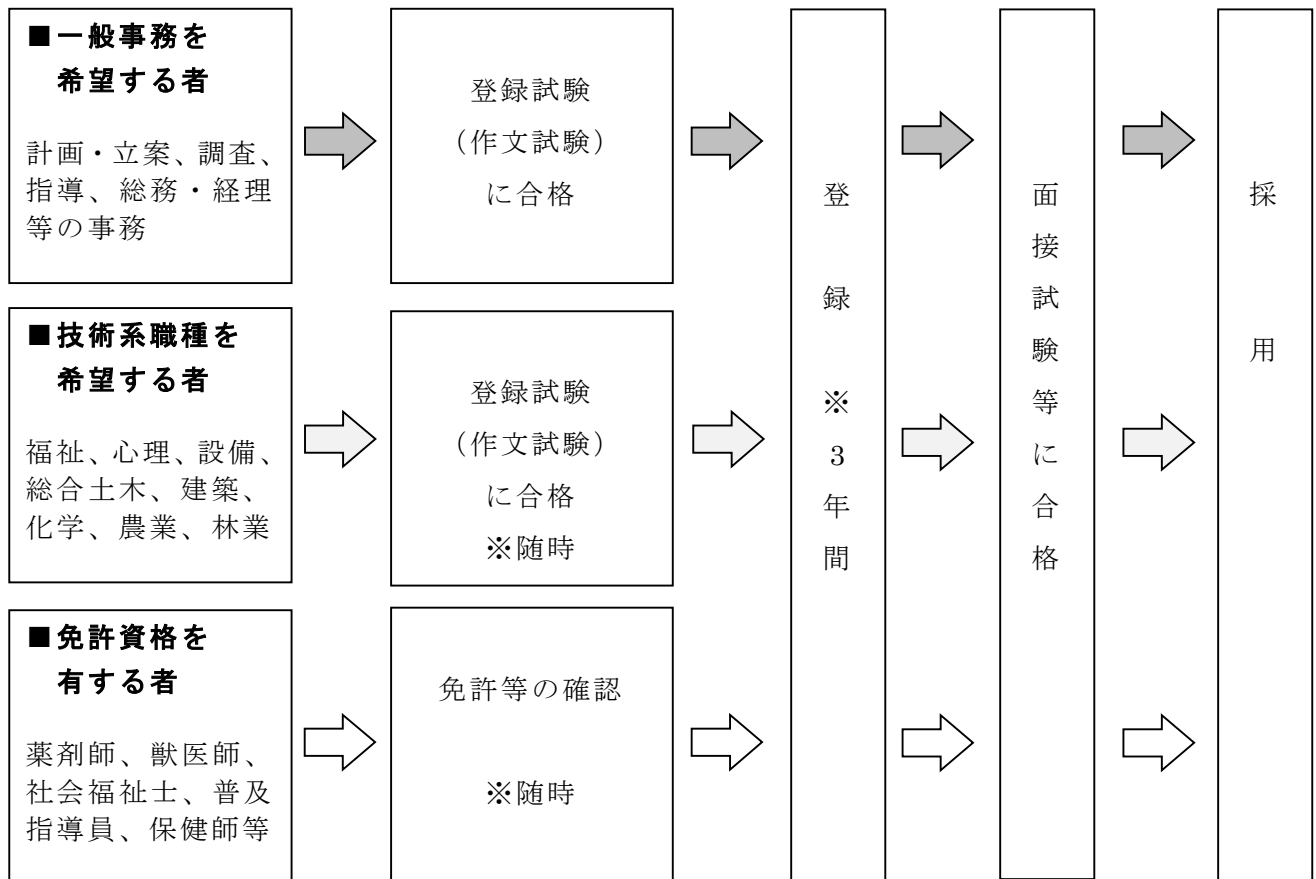 ■一般事務を
希望する者
計画・立案、調査、
指導、総務・経理
等の事務
登録試験
(作文試験)
に合格
■技術系職種を
希望する者
福祉、心理、設備、
総合土木、建築、
化学、農業、林業
登録試験
(作文試験)
に合格
※随時
■免許資格を
有する者
薬剤師、獣医師、
社会福祉士、普及
指導員、保健師等
免許等の確認
※随時
登録※3年間
面接試験等に合格
採用